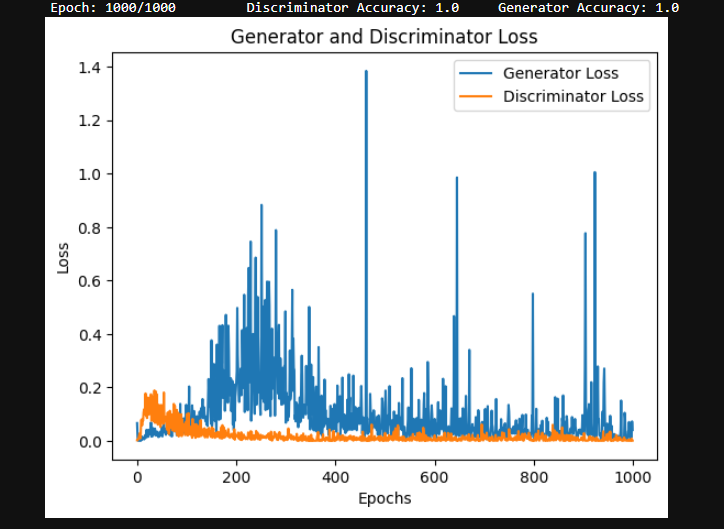 Epoch: 1000/1000 Discriminator Accuracy: 1.0 Generator Accuracy: 1.0
Generator and Discriminator Loss
Generator Loss
Discriminator Loss
1.4
1.2
1.0
0.8
0.6
0.4
0.2
0.0
Loss
0 200 400 600 800 1000
Epochs